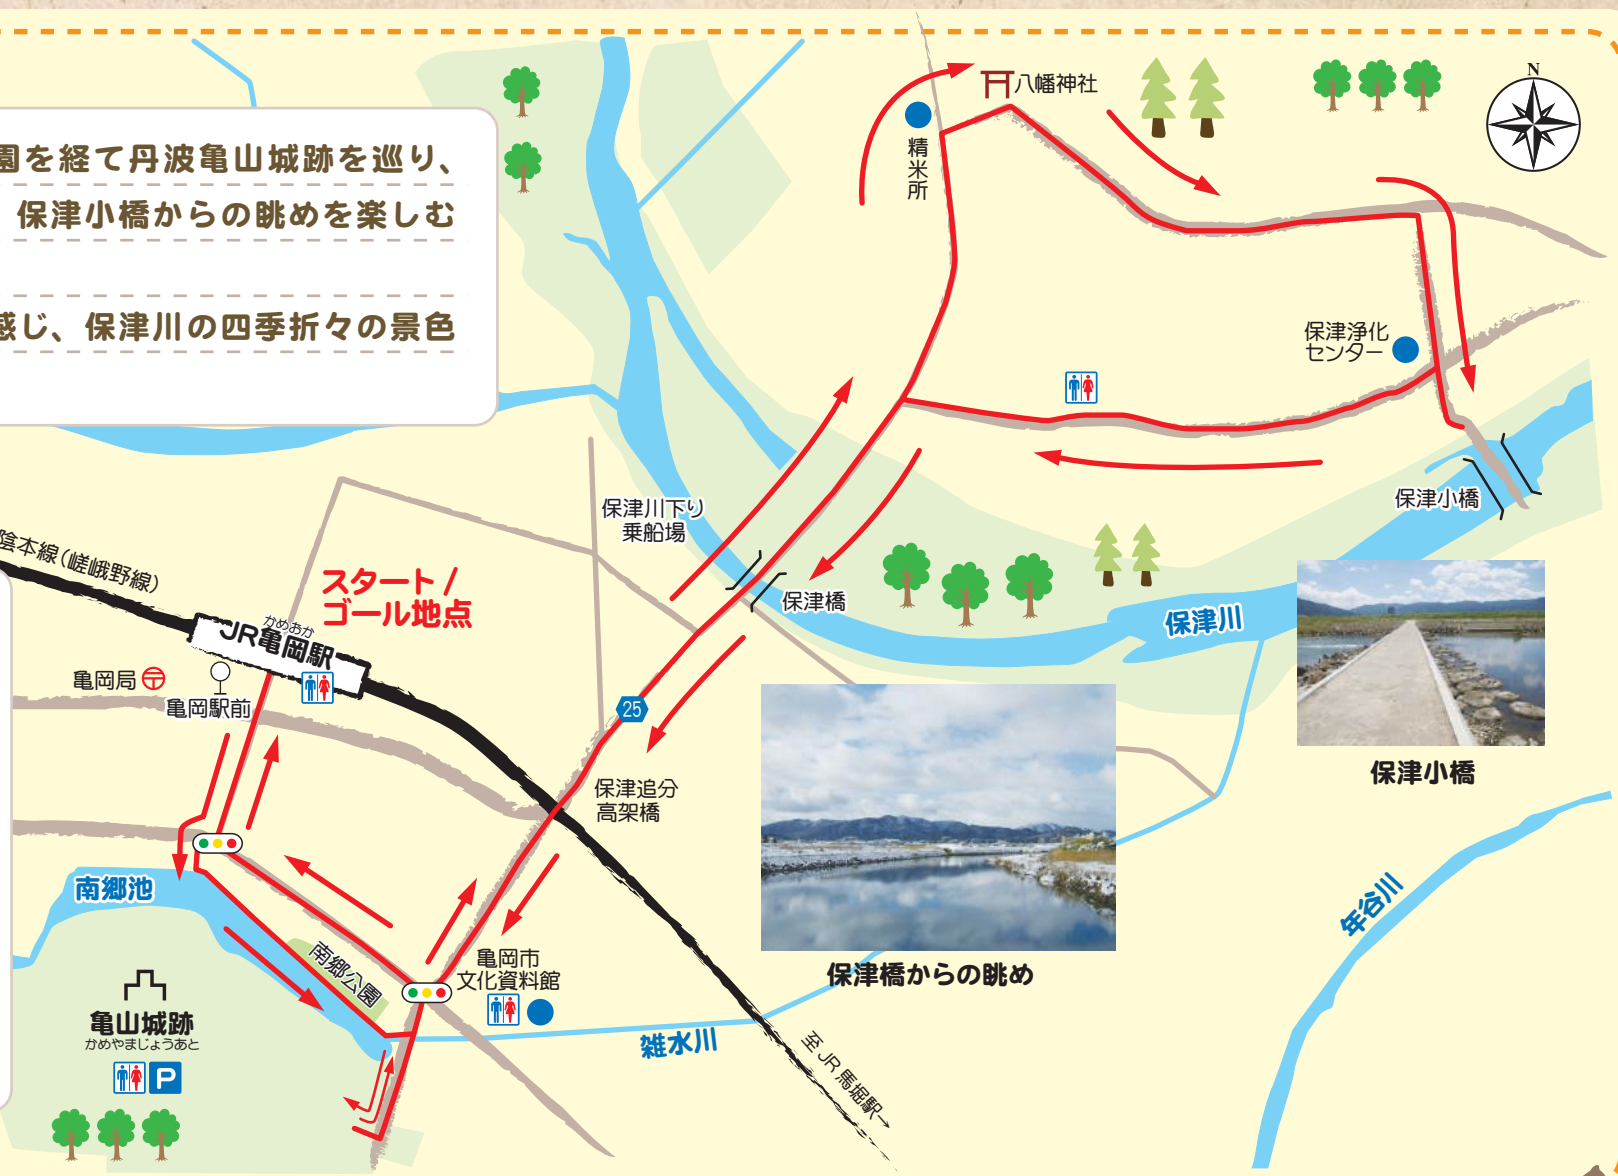 園を経て丹波亀山城跡を巡り、
保津小橋からの眺めを楽しむ
感じ、保津川の四季折々の景色
N
八幡神社
精米所
保津浄化
センター
保津小橋
保津川下り
乗船場
保津橋
保津川
陰本線(嵯峨野線)
スタート/
ゴール地点
かめおか
JR亀岡駅
亀岡局
亀岡駅前
25
保津追分
高架橋
保津小橋
南郷池
南郷公園
亀岡市
文化資料館
保津橋からの眺め
年谷川
亀山城跡
かめやまじょうあと
P
雑水川
至JR馬堀駅→